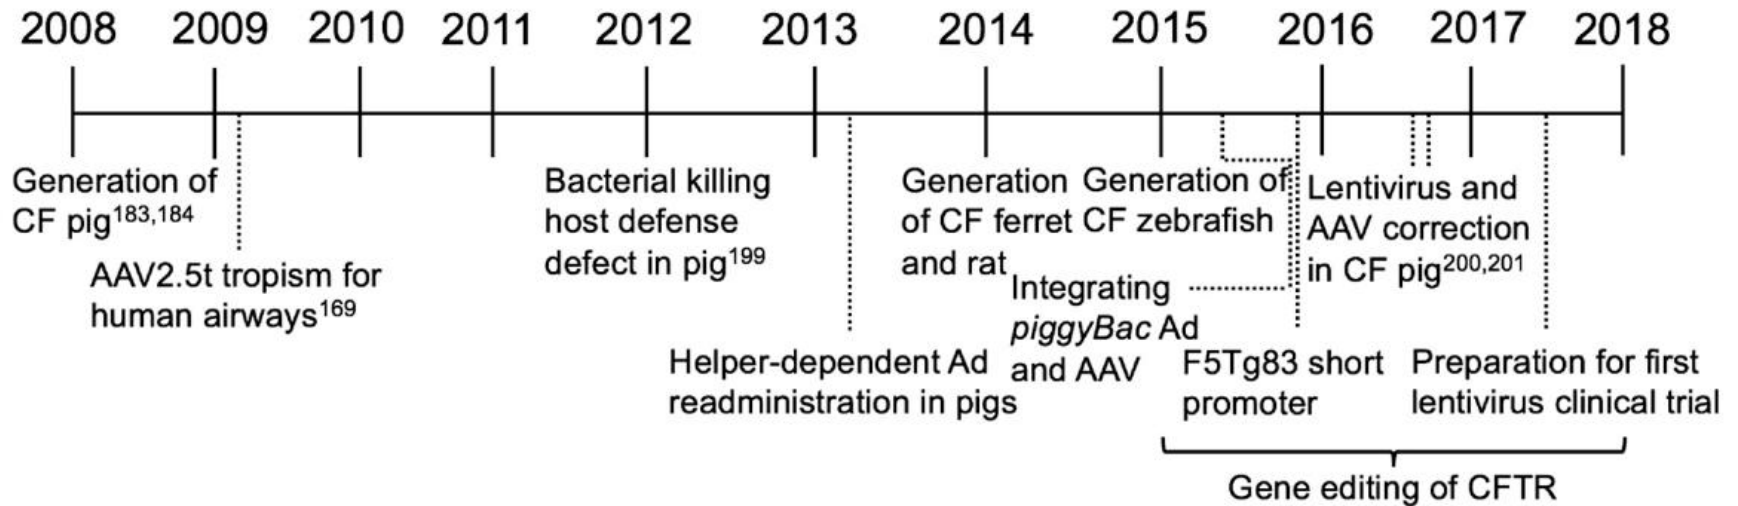 2008 2009 2010 2011 2012 2013 2014 2015 2016 2017 2018
Generation of
CF pig183,184
AAV2.5t tropism for
human airways169
Bacterial killing
host defense
defect in pig199
Helper-dependent Ad
readministration in pigs
Generation
of CF ferret
and rat
Generation of
CF zebrafish
Integrating
piggyBac Ad
and AAV
F5Tg83 short
promoter
Lentivirus and
AAV correction
in CF pig200,201
Preparation for first
lentivirus clinical trial
Gene editing of CFTR